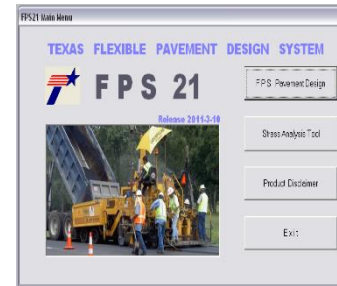 FPS21 Main Menu
TEXAS FLEXIBLE PAVEMENT DESIGN SYSTEM
FPS 21
Release 2011-3-10
FPS Pavement Design
Stress Analysis Tool
Product Disclaimer
Exit